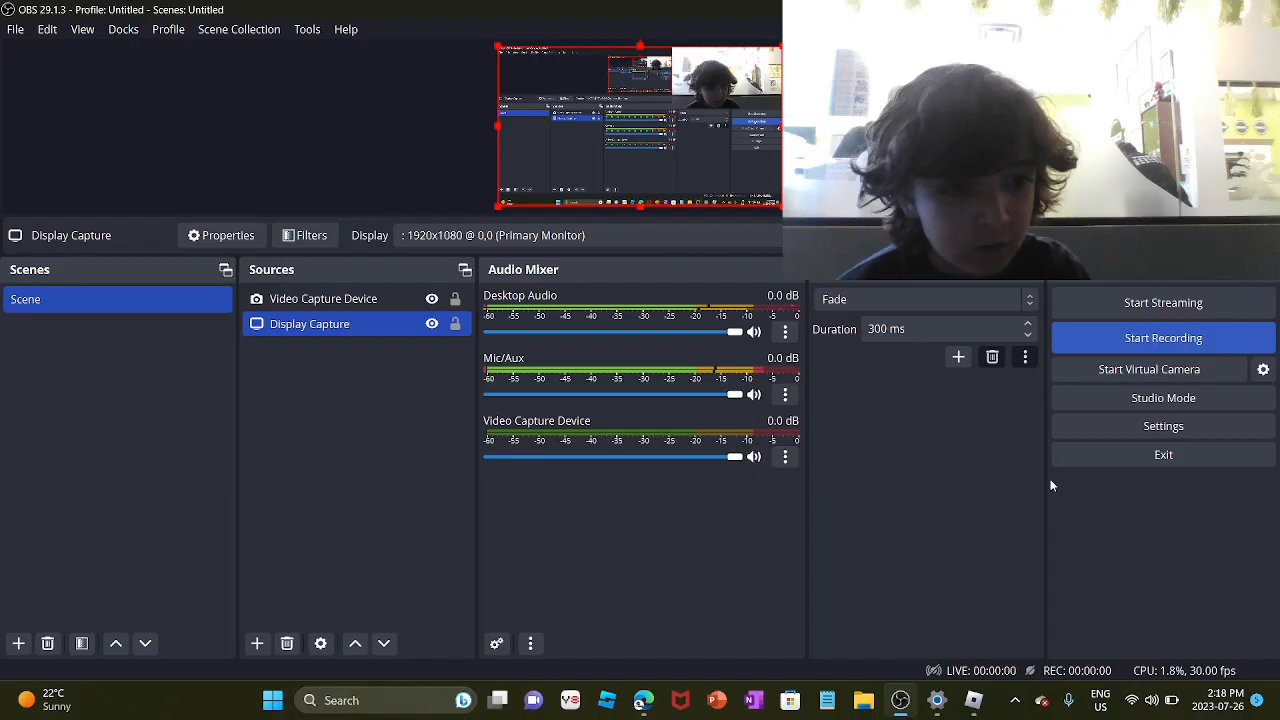 OBS 29.1.3 - Profile: Untitled - Scenes: Untitled
File Edit View Docks Profile Scene Collection Tools Help
Display Capture Properties Filters Display : 1920x1080 @ 0,0 (Primary Monitor)
Scenes Sources Audio Mixer
Scene
Video Capture Device
Display Capture
Desktop Audio 0.0 dB
-60 -55 -50 -45 -40 -35 -30 -25 -20 -15 -10 -5 0
Mic/Aux 0.0 dB
-60 -55 -50 -45 -40 -35 -30 -25 -20 -15 -10 -5 0
Video Capture Device 0.0 dB
-60 -55 -50 -45 -40 -35 -30 -25 -20 -15 -10 -5 0
Fade
Duration 300 ms
Start Streaming
Start Recording
Start Virtual Camera
Studio Mode
Settings
Exit
LIVE: 00:00:00 REC: 00:00:00 CPU: 1.8%, 30.00 fps
22°C
Sunny
Search
ENG
US
2:18 PM
2023-07-26
5